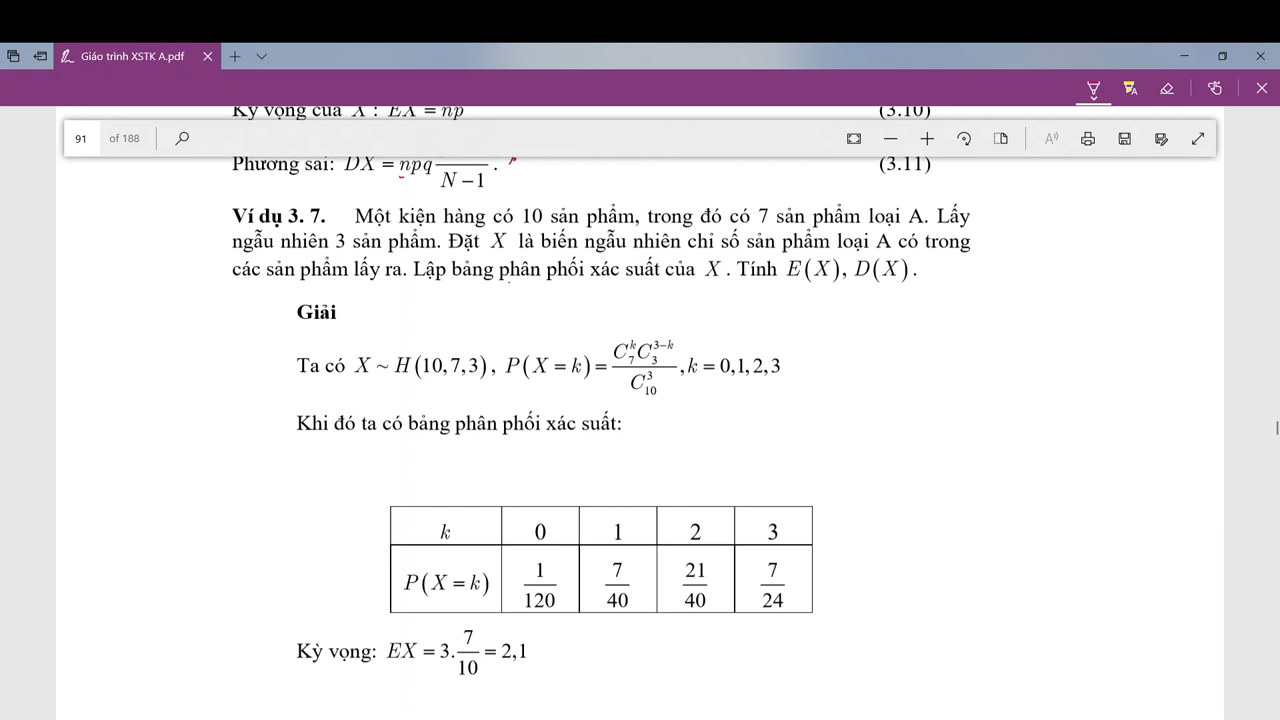 Giáo trình XSTK A.pdf
Kỳ vọng của X : EX = np (3.10)
91 of 188
Phương sai: DX = npq / N − 1 . (3.11)
Ví dụ 3. 7. Một kiện hàng có 10 sản phẩm, trong đó có 7 sản phẩm loại A. Lấy
ngẫu nhiên 3 sản phẩm. Đặt X là biến ngẫu nhiên chỉ số sản phẩm loại A có trong
các sản phẩm lấy ra. Lập bảng phân phối xác suất của X . Tính E(X), D(X).
Giải
Ta có X ~ H(10,7,3), P(X = k) = C_7^k C_3^{3−k} / C_10^3 , k = 0,1,2,3
Khi đó ta có bảng phân phối xác suất:
k 0 1 2 3
P(X = k) 1/120 7/40 21/40 7/24
Kỳ vọng: EX = 3. 7/10 = 2,1